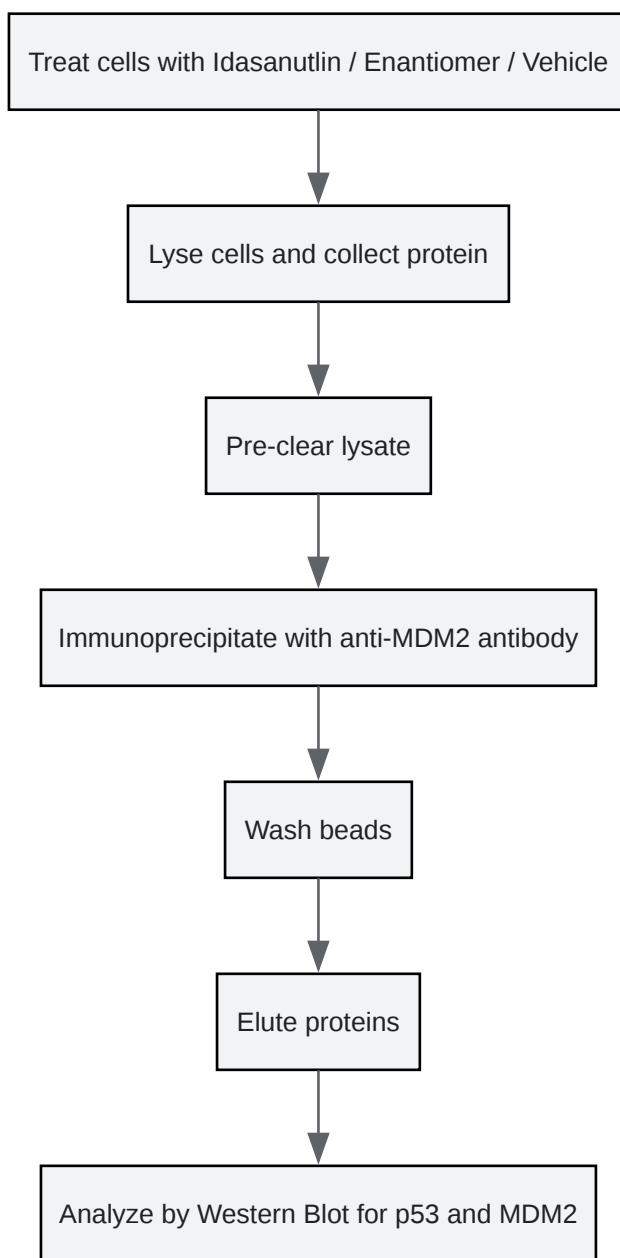 Treat cells with Idasanutlin / Enantiomer / Vehicle
Lyse cells and collect protein
Pre-clear lysate
Immunoprecipitate with anti-MDM2 antibody
Wash beads
Elute proteins
Analyze by Western Blot for p53 and MDM2